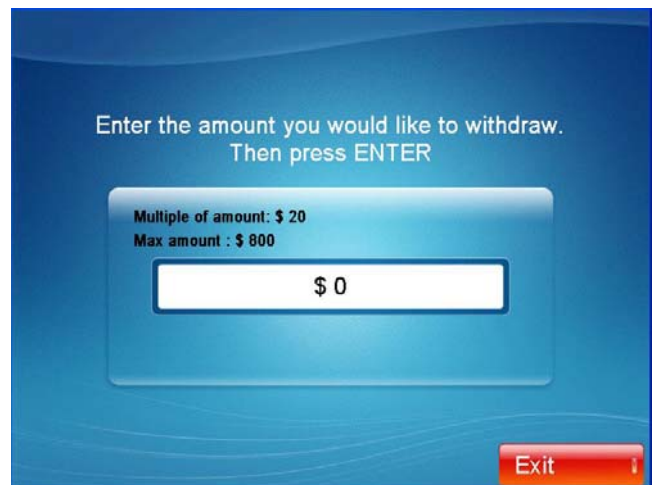 Enter the amount you would like to withdraw.
Then press ENTER
Multiple of amount: $ 20
Max amount : $ 800
$ 0
Exit